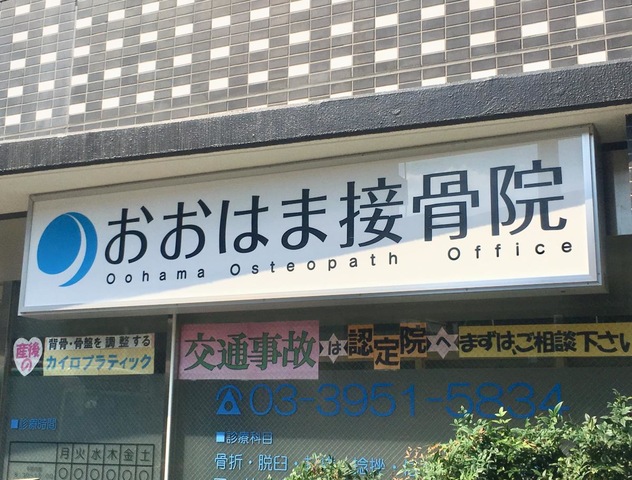 おおはま接骨院
Oohama Osteopath Office
産後の
背骨・骨盤を調整する
カイロプラティック
交通事故は認定院へまずは、ご相談下さい
03-3951-5834
■診療時間
月火水木金土
■診療科目
骨折・脱臼・
捻挫・